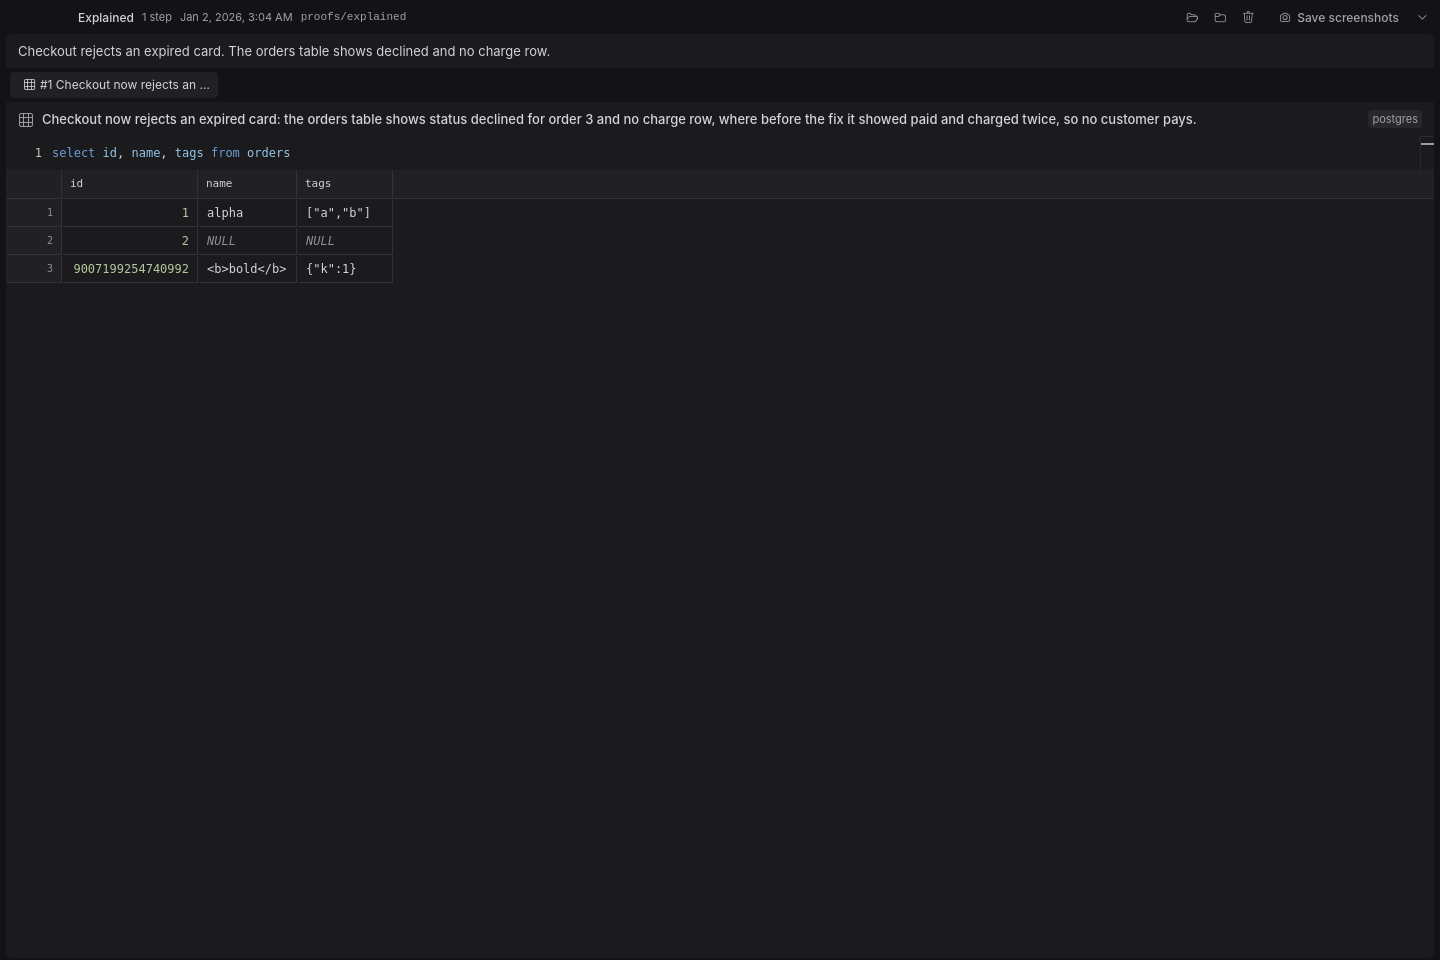 Explained 1 step Jan 2, 2026, 3:04 AM proofs/explained Save screenshots
Checkout rejects an expired card. The orders table shows declined and no charge row.
#1 Checkout now rejects an ...
Checkout now rejects an expired card: the orders table shows status declined for order 3 and no charge row, where before the fix it showed paid and charged twice, so no customer pays. postgres
1 select id, name, tags from orders
id name tags
1 1 alpha ["a","b"]
2 2 NULL NULL
3 9007199254740992 <b>bold</b> {"k":1}